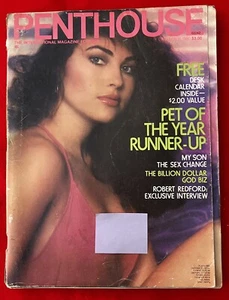 PENTHOUSE
THE INTERNATIONAL MAGAZINE
FREE
DESK
CALENDAR
INSIDE—
$2.00 VALUE
PET OF
THE YEAR
RUNNER-UP
MY SON
THE SEX CHANGE
THE BILLION DOLLAR
GOD BIZ
ROBERT REDFORD:
EXCLUSIVE INTERVIEW